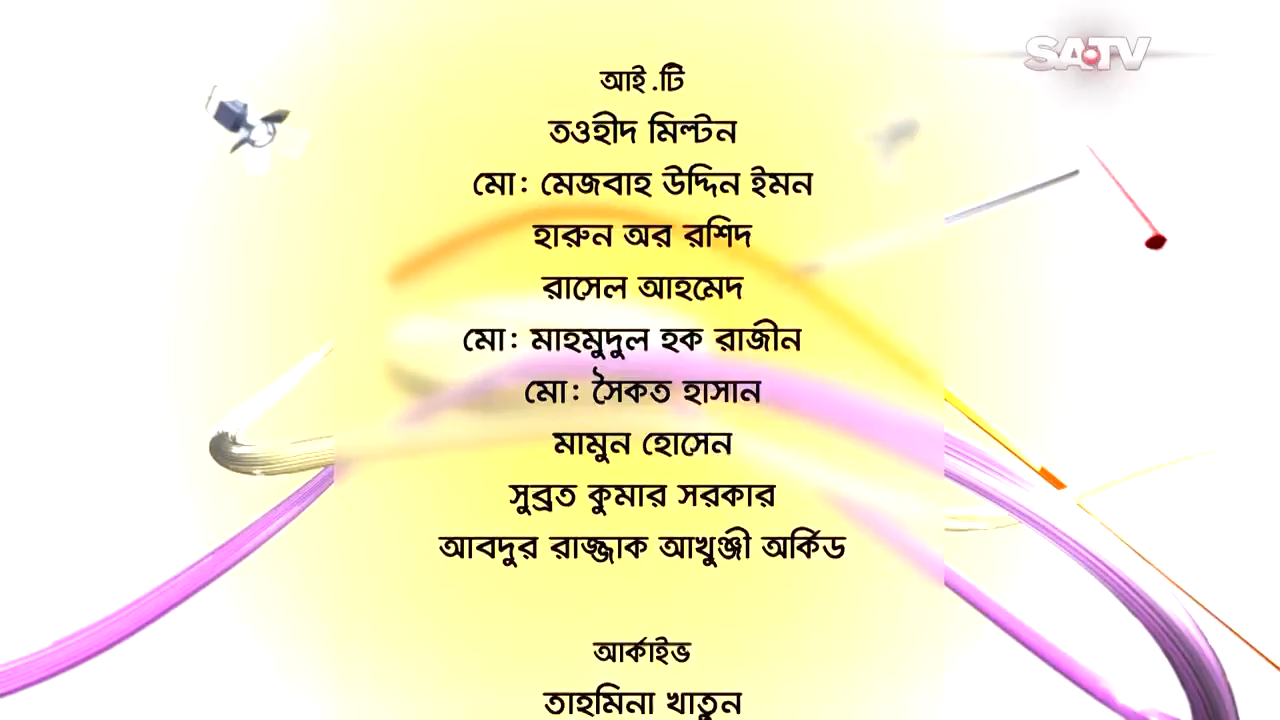 SATV
আই.টি
তওহীদ মিল্টন
মো: মেজবাহ উদ্দিন ইমন
হারুন অর রশিদ
রাসেল আহমেদ
মো: মাহমুদুল হক রাজীন
মো: সৈকত হাসান
মামুন হোসেন
সুব্রত কুমার সরকার
আবদুর রাজ্জাক আখুঞ্জী অর্কিড
আর্কাইভ
তাহমিনা খাতুন